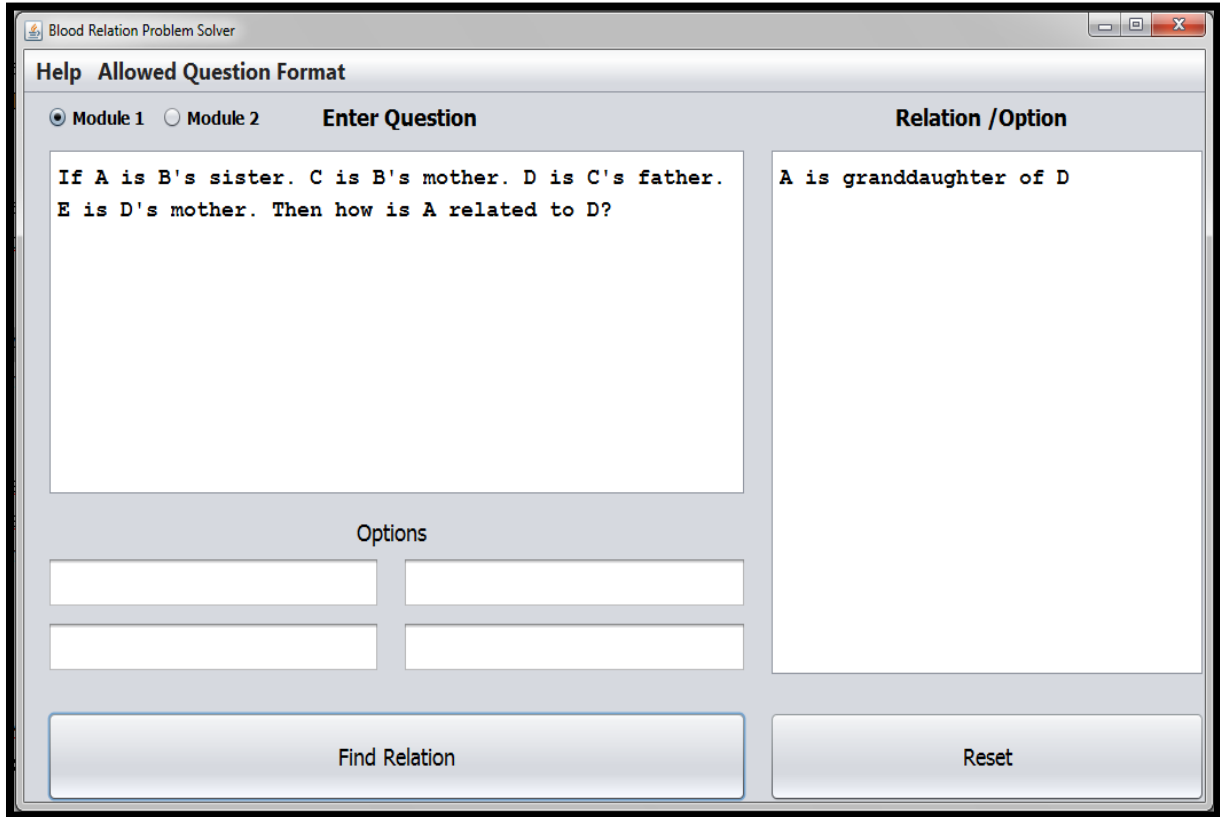 Blood Relation Problem Solver
Help Allowed Question Format
Module 1 Module 2 Enter Question Relation /Option
If A is B's sister. C is B's mother. D is C's father.
E is D's mother. Then how is A related to D?
A is granddaughter of D
Options
Find Relation Reset